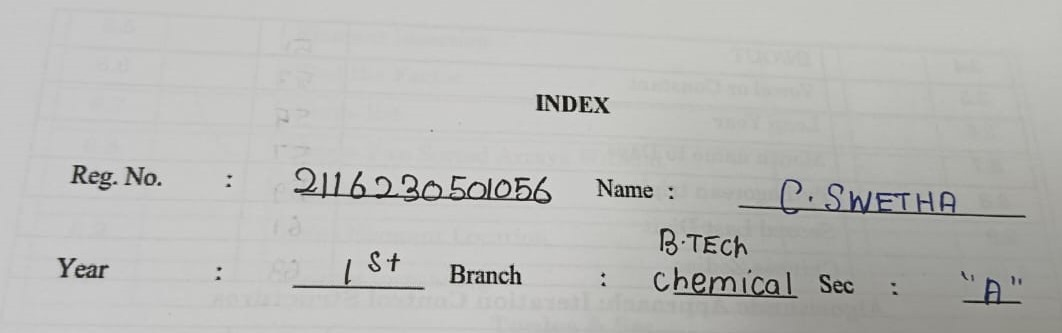 INDEX
Reg. No. : 2116230501056 Name : C. SWETHA
B.TECh
Year : 1st Branch : chemical Sec : "A"